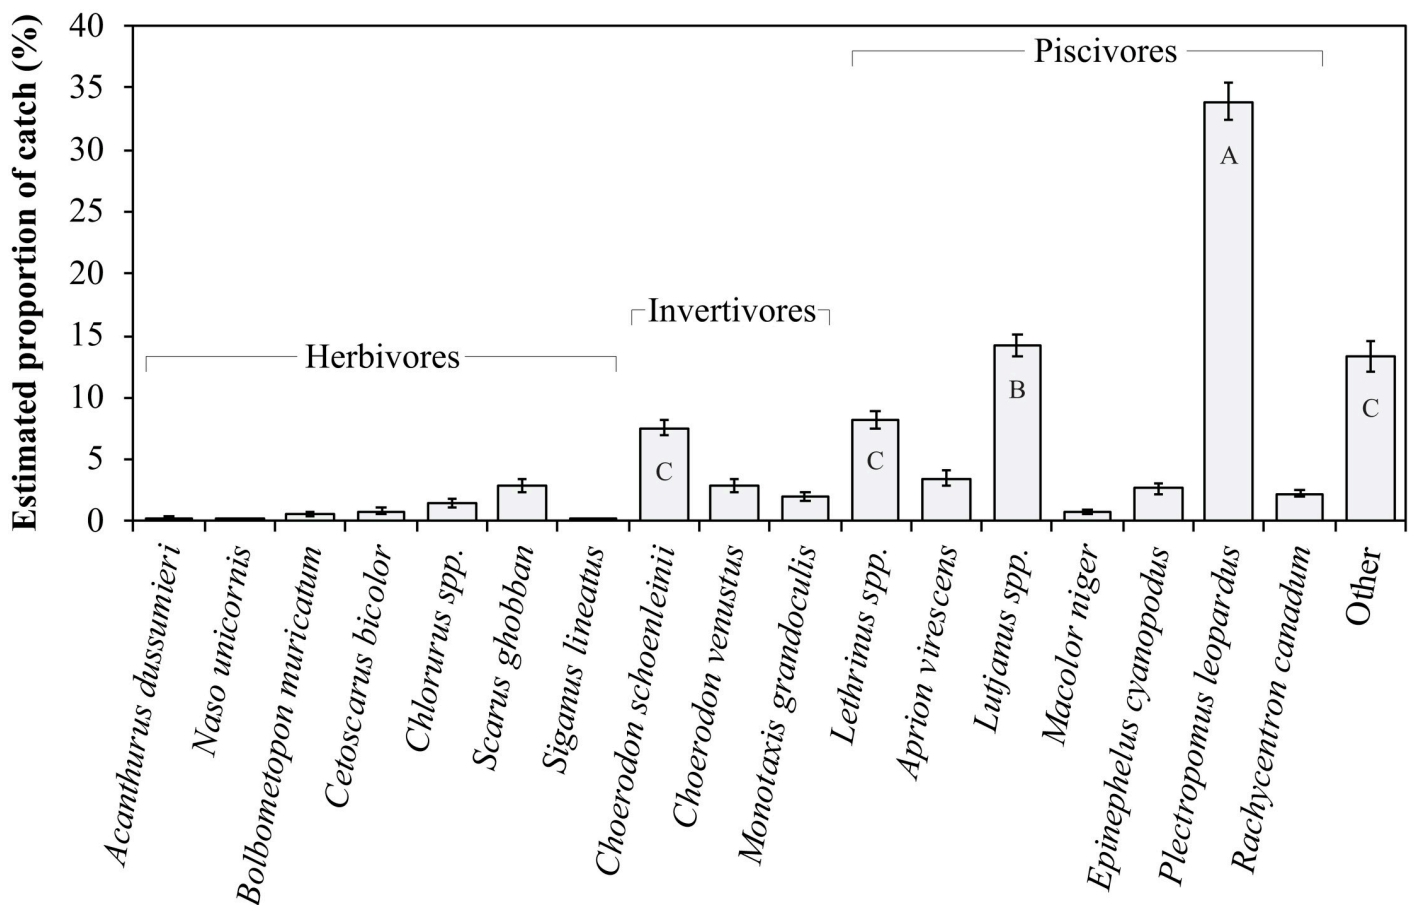 Estimated proportion of catch (%)
40
35
30
25
20
15
10
5
0
Piscivores
Invertivores
Herbivores
A
B
C
C
C
Acanthurus dussumieri
Naso unicornis
Bolbometopon muricatum
Cetoscarus bicolor
Chlorurus spp.
Scarus ghobban
Siganus lineatus
Choerodon schoenleinii
Choerodon venustus
Monotaxis grandoculis
Lethrinus spp.
Aprion virescens
Lutjanus spp.
Macolor niger
Epinephelus cyanopodus
Plectropomus leopardus
Rachycentron canadum
Other